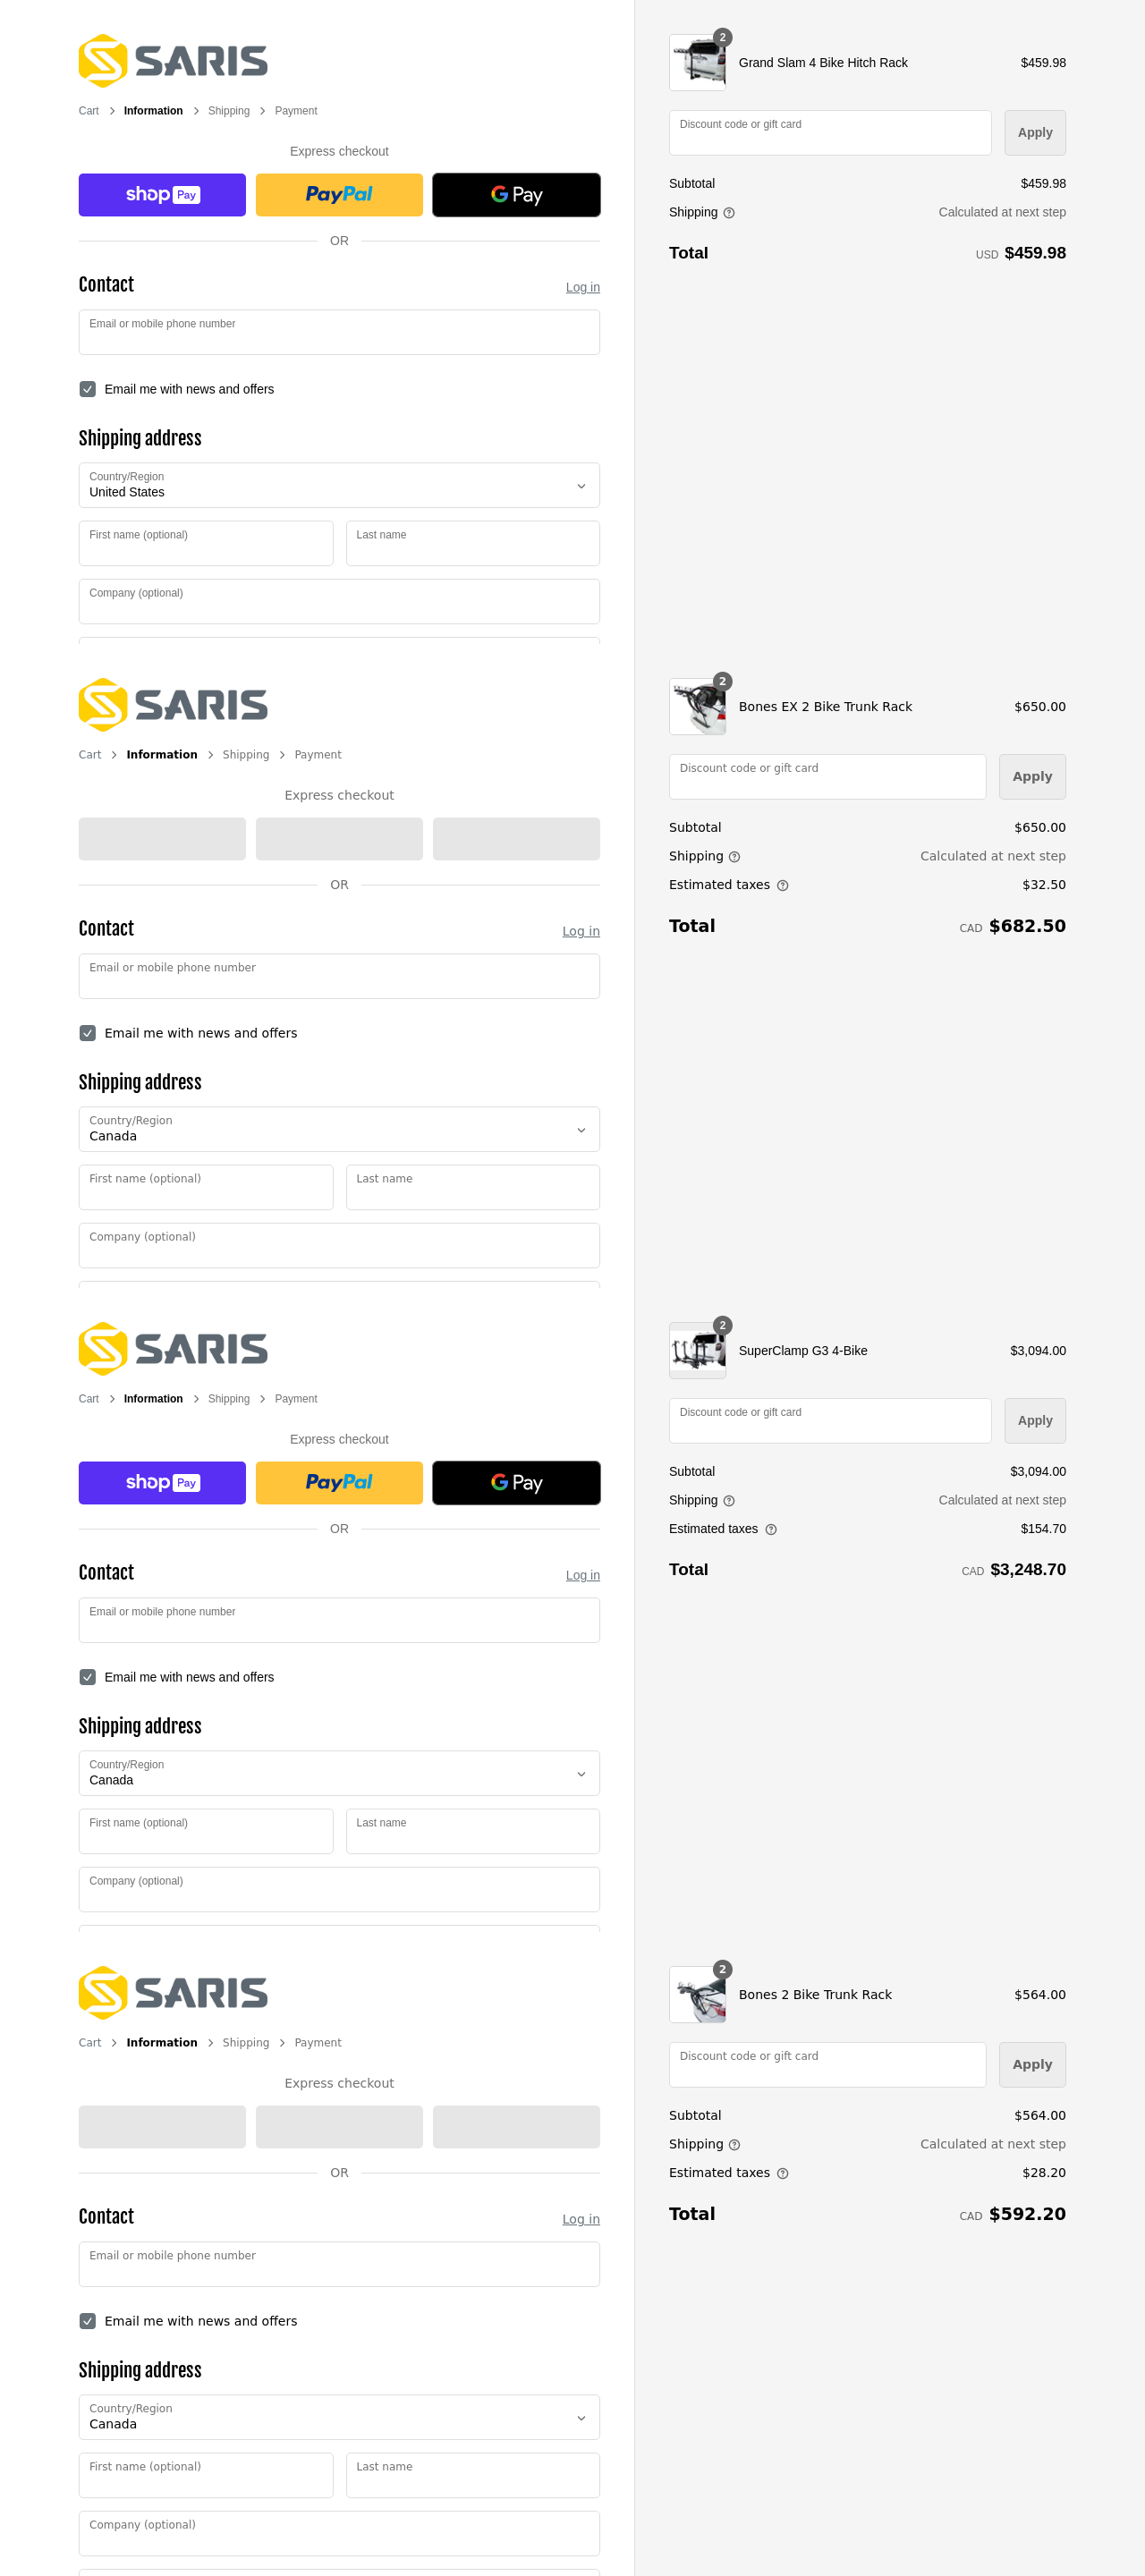 SARIS
Cart > Information > Shipping > Payment
Express checkout
shop Pay
PayPal
G Pay
OR
Contact
Log in
Email or mobile phone number
Email me with news and offers
Shipping address
Country/Region
United States
First name (optional)
Last name
Company (optional)
2
Grand Slam 4 Bike Hitch Rack $459.98
Discount code or gift card
Apply
Subtotal $459.98
Shipping Calculated at next step
Total USD $459.98
SARIS
Cart > Information > Shipping > Payment
Express checkout
OR
Contact
Log in
Email or mobile phone number
Email me with news and offers
Shipping address
Country/Region
Canada
First name (optional)
Last name
Company (optional)
2
Bones EX 2 Bike Trunk Rack $650.00
Discount code or gift card
Apply
Subtotal $650.00
Shipping Calculated at next step
Estimated taxes $32.50
Total CAD $682.50
SARIS
Cart > Information > Shipping > Payment
Express checkout
shop Pay
PayPal
G Pay
OR
Contact
Log in
Email or mobile phone number
Email me with news and offers
Shipping address
Country/Region
Canada
First name (optional)
Last name
Company (optional)
2
SuperClamp G3 4-Bike $3,094.00
Discount code or gift card
Apply
Subtotal $3,094.00
Shipping Calculated at next step
Estimated taxes $154.70
Total CAD $3,248.70
SARIS
Cart > Information > Shipping > Payment
Express checkout
OR
Contact
Log in
Email or mobile phone number
Email me with news and offers
Shipping address
Country/Region
Canada
First name (optional)
Last name
Company (optional)
2
Bones 2 Bike Trunk Rack $564.00
Discount code or gift card
Apply
Subtotal $564.00
Shipping Calculated at next step
Estimated taxes $28.20
Total CAD $592.20